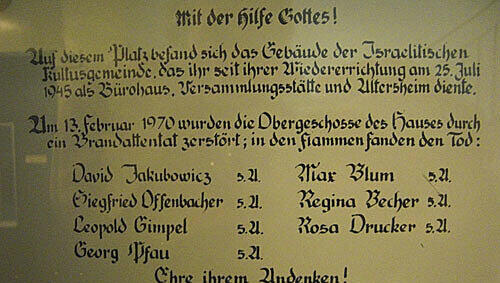 Mit der Hilfe Gottes!
Auf diesem Platz befand sich das Gebäude der Israelitischen
Kultusgemeinde, das ihr seit ihrer Wiedererrichtung am 25. Juli
1945 als Bürohaus, Versammlungsstätte und Altersheim diente.
Am 13. Februar 1970 wurden die Obergeschosse des Hauses durch
ein Brandattentat zerstört; in den Flammen fanden den Tod:
David Jakubowicz s.A. Max Blum s.A.
Siegfried Offenbacher s.A. Regina Becher s.A.
Leopold Gimpel s.A. Rosa Drucker s.A.
Georg Pfau s.A.
Ehre ihrem Andenken!